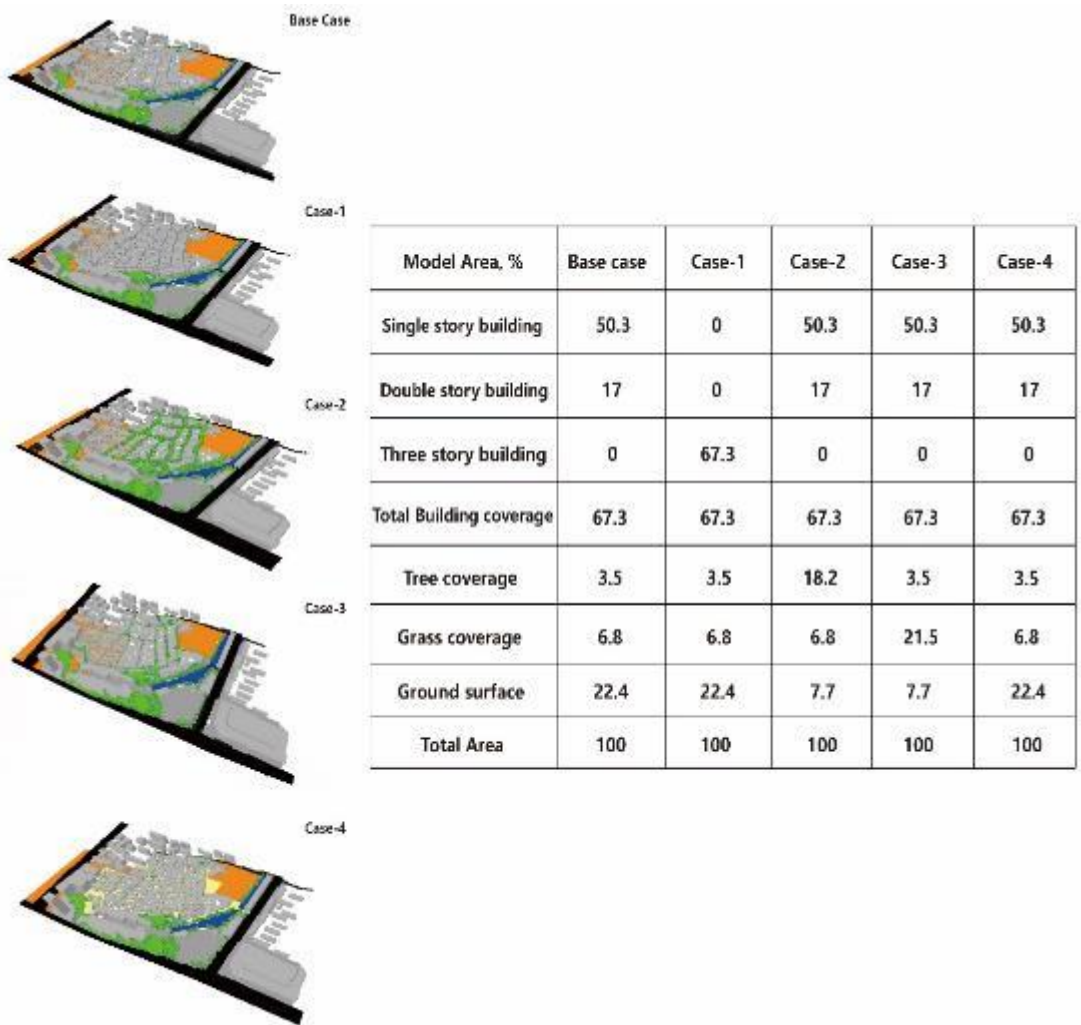 Base Case
Case-1
Case-2
Case-3
Case-4
Model Area, % Base case Case-1 Case-2 Case-3 Case-4
Single story building 50.3 0 50.3 50.3 50.3
Double story building 17 0 17 17 17
Three story building 0 67.3 0 0 0
Total Building coverage 67.3 67.3 67.3 67.3 67.3
Tree coverage 3.5 3.5 18.2 3.5 3.5
Grass coverage 6.8 6.8 6.8 21.5 6.8
Ground surface 22.4 22.4 7.7 7.7 22.4
Total Area 100 100 100 100 100